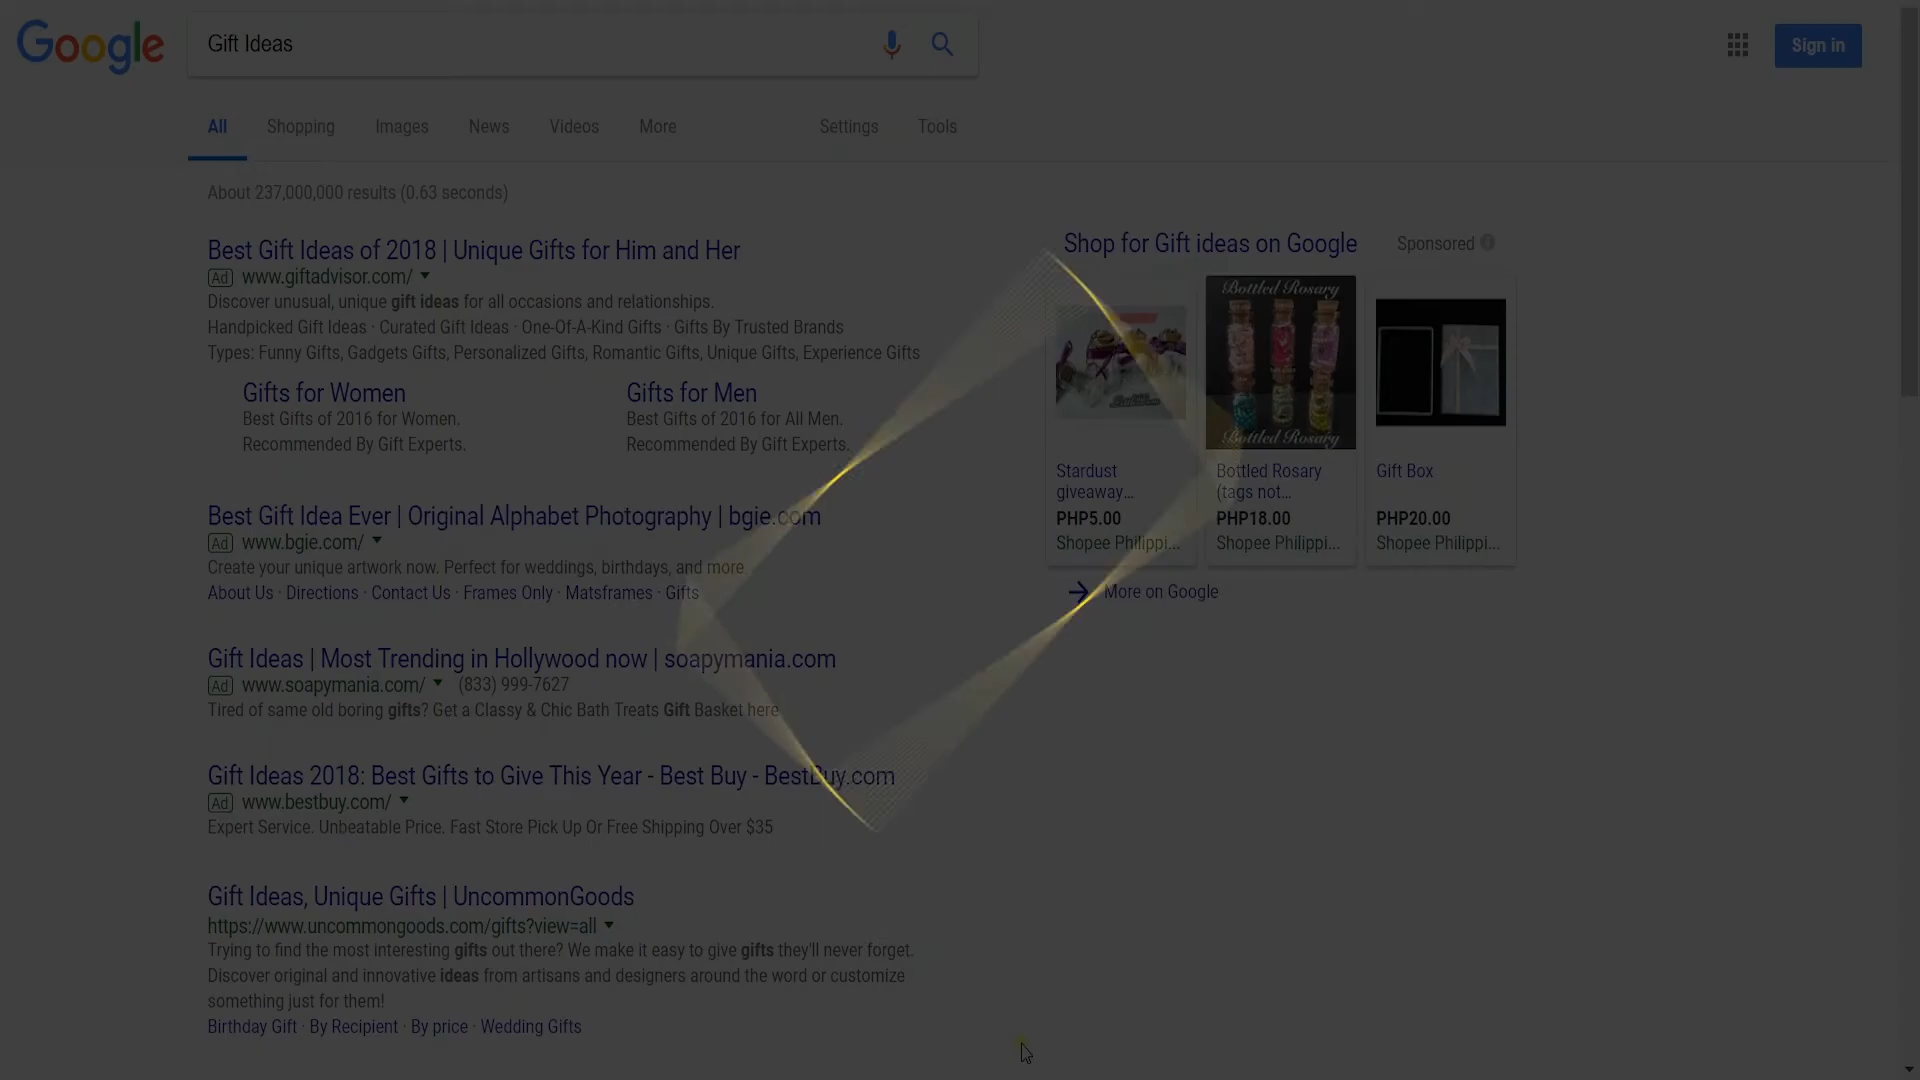 Google
Gift Ideas
Sign in
All
Shopping
Images
News
Videos
More
Settings
Tools
About 237,000,000 results (0.63 seconds)
Best Gift Ideas of 2018 | Unique Gifts for Him and Her
Ad www.giftadvisor.com/
Discover unusual, unique gift ideas for all occasions and relationships.
Handpicked Gift Ideas · Curated Gift Ideas · One-Of-A-Kind Gifts · Gifts By Trusted Brands
Types: Funny Gifts, Gadgets Gifts, Personalized Gifts, Romantic Gifts, Unique Gifts, Experience Gifts
Gifts for Women
Best Gifts of 2016 for Women.
Recommended By Gift Experts.
Gifts for Men
Best Gifts of 2016 for All Men.
Recommended By Gift Experts.
Best Gift Idea Ever | Original Alphabet Photography | bgie.com
Ad www.bgie.com/
Create your unique artwork now. Perfect for weddings, birthdays, and more
About Us · Directions · Contact Us · Frames Only · Matsframes · Gifts
Gift Ideas | Most Trending in Hollywood now | soapymania.com
Ad www.soapymania.com/ (833) 999-7627
Tired of same old boring gifts? Get a Classy & Chic Bath Treats Gift Basket here
Gift Ideas 2018: Best Gifts to Give This Year - Best Buy - BestBuy.com
Ad www.bestbuy.com/
Expert Service. Unbeatable Price. Fast Store Pick Up Or Free Shipping Over $35
Gift Ideas, Unique Gifts | UncommonGoods
https://www.uncommongoods.com/gifts?view=all
Trying to find the most interesting gifts out there? We make it easy to give gifts they'll never forget.
Discover original and innovative ideas from artisans and designers around the word or customize
something just for them!
Birthday Gift · By Recipient · By price · Wedding Gifts
Shop for Gift ideas on Google
Sponsored
Bottled Rosary
Bottled Rosary
Stardust
giveaway...
PHP5.00
Shopee Philippi...
Bottled Rosary
(tags not...
PHP18.00
Shopee Philippi...
Gift Box
PHP20.00
Shopee Philippi...
More on Google